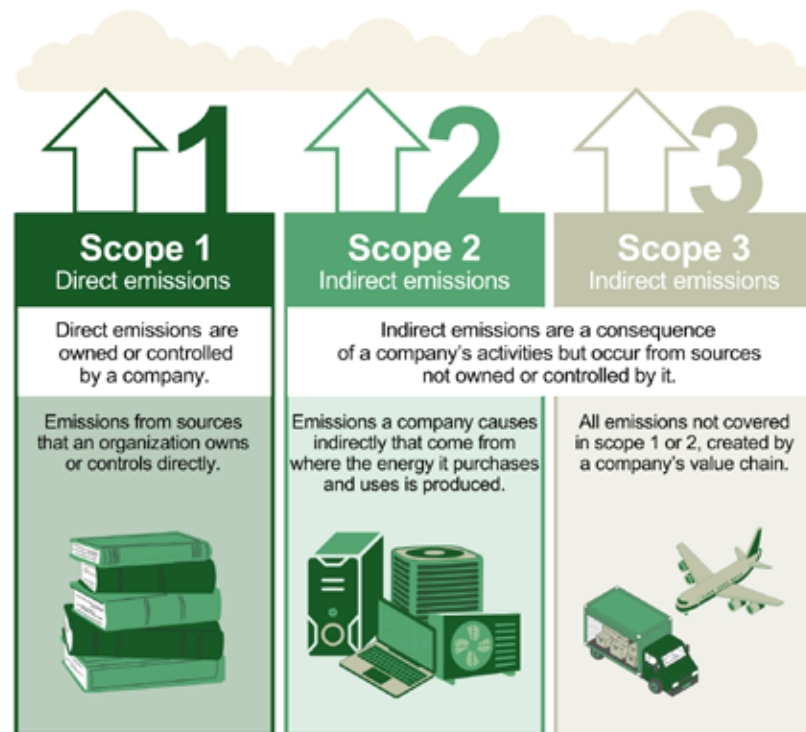 1
2
3
Scope 1
Direct emissions
Scope 2
Indirect emissions
Scope 3
Indirect emissions
Direct emissions are
owned or controlled
by a company.
Indirect emissions are a consequence
of a company's activities but occur from sources
not owned or controlled by it.
Emissions from sources
that an organization owns
or controls directly.
Emissions a company causes
indirectly that come from
where the energy it purchases
and uses is produced.
All emissions not covered
in scope 1 or 2, created by
a company's value chain.